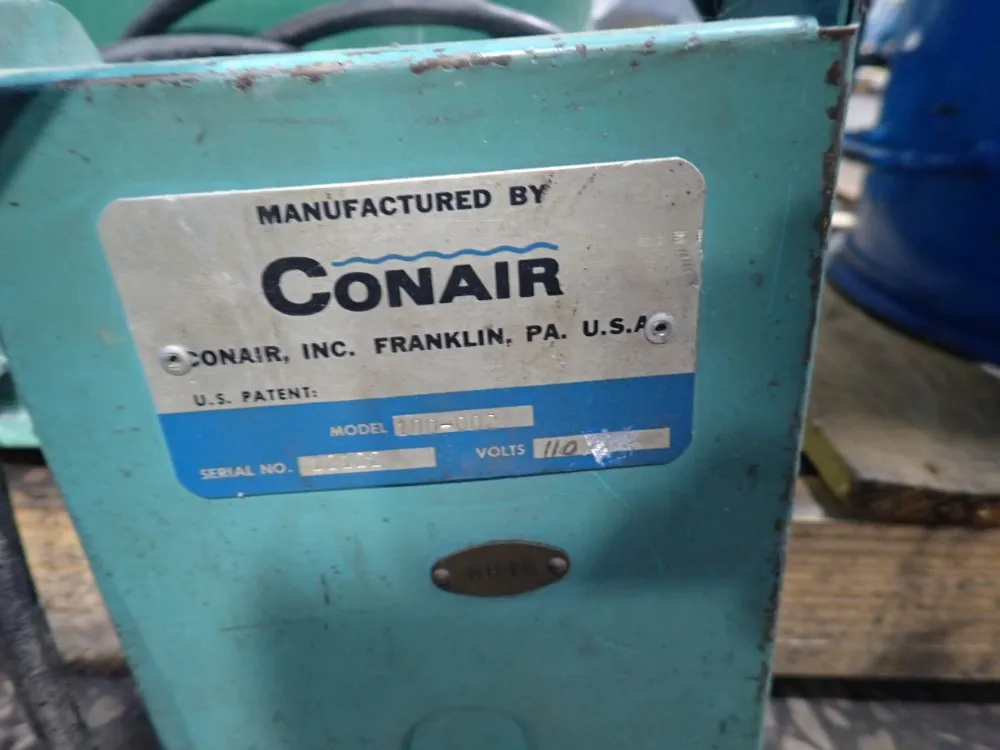 MANUFACTURED BY
CONAIR
CONAIR, INC. FRANKLIN, PA. U.S.A
U.S. PATENT:
MODEL
SERIAL NO.
VOLTS 110